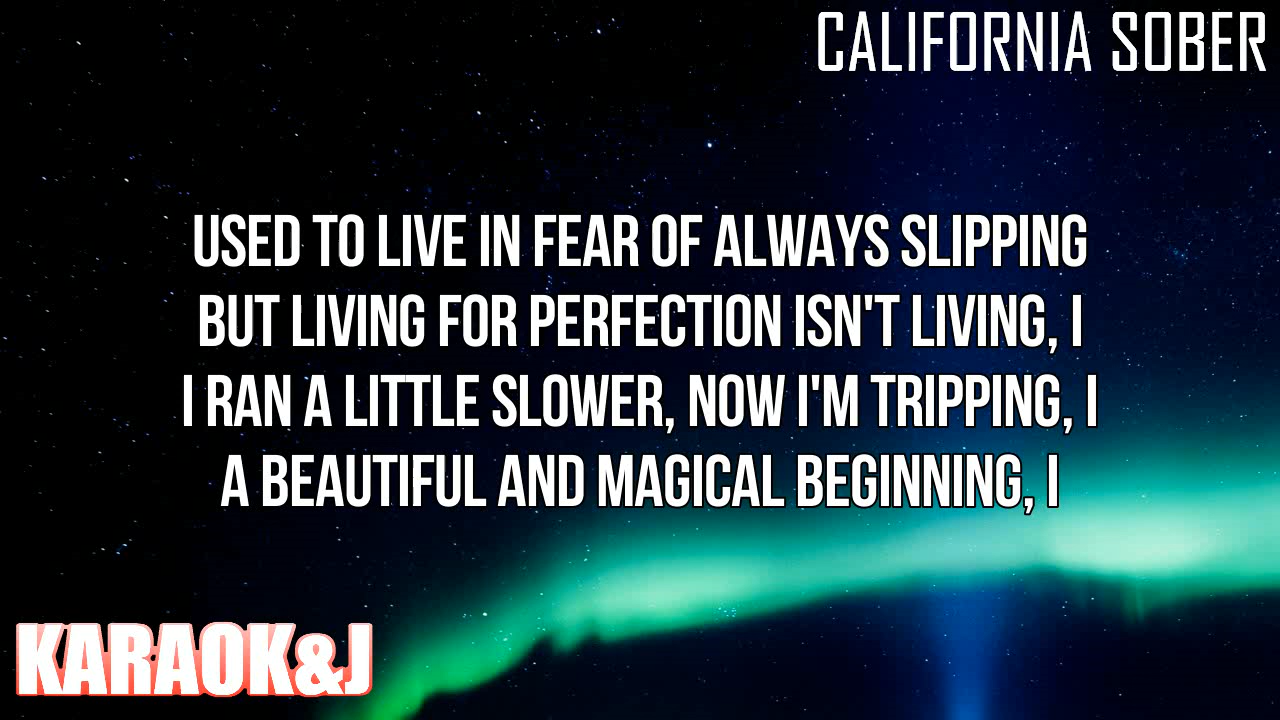 CALIFORNIA SOBER
USED TO LIVE IN FEAR OF ALWAYS SLIPPING
BUT LIVING FOR PERFECTION ISN'T LIVING, I
I RAN A LITTLE SLOWER, NOW I'M TRIPPING, I
A BEAUTIFUL AND MAGICAL BEGINNING, I
KARAOK&J